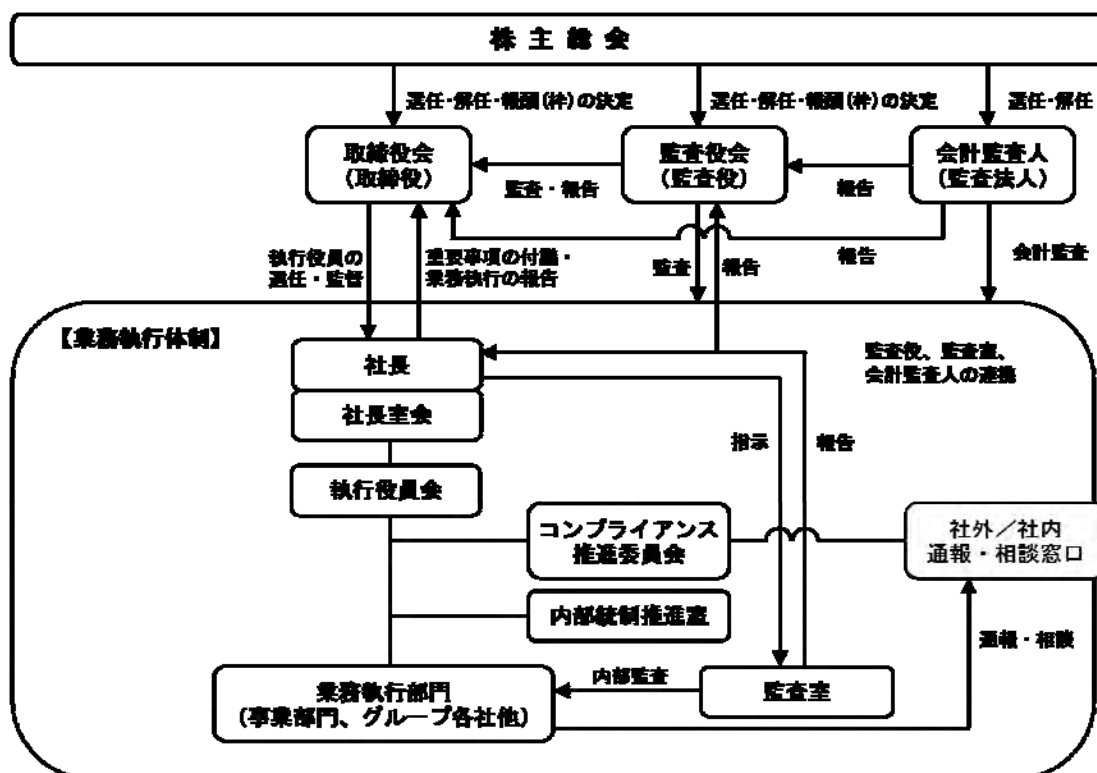 株主総会
選任・解任・報酬(枠)の決定
選任・解任・報酬(枠)の決定
選任・解任
取締役会
(取締役)
監査役会
(監査役)
会計監査人
(監査法人)
監査・報告
報告
執行役員の
選任・監督
重要事項の付議・
業務執行の報告
監査
報告
報告
会計監査
【業務執行体制】
社長
監査役、監査室、
会計監査人の連携
社長室会
指示
報告
執行役員会
コンプライアンス
推進委員会
社外/社内
通報・相談窓口
内部統制推進室
通報・相談
内部監査
業務執行部門
(事業部門、グループ各社他)
監査室